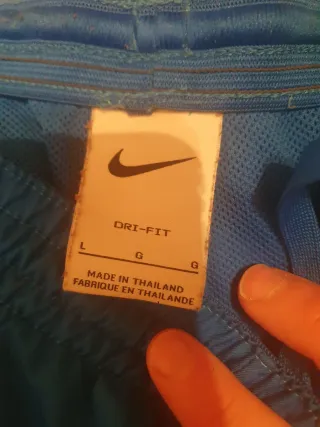 DRI-FIT
L G G
MADE IN THAILAND
FABRIQUE EN THAILANDE